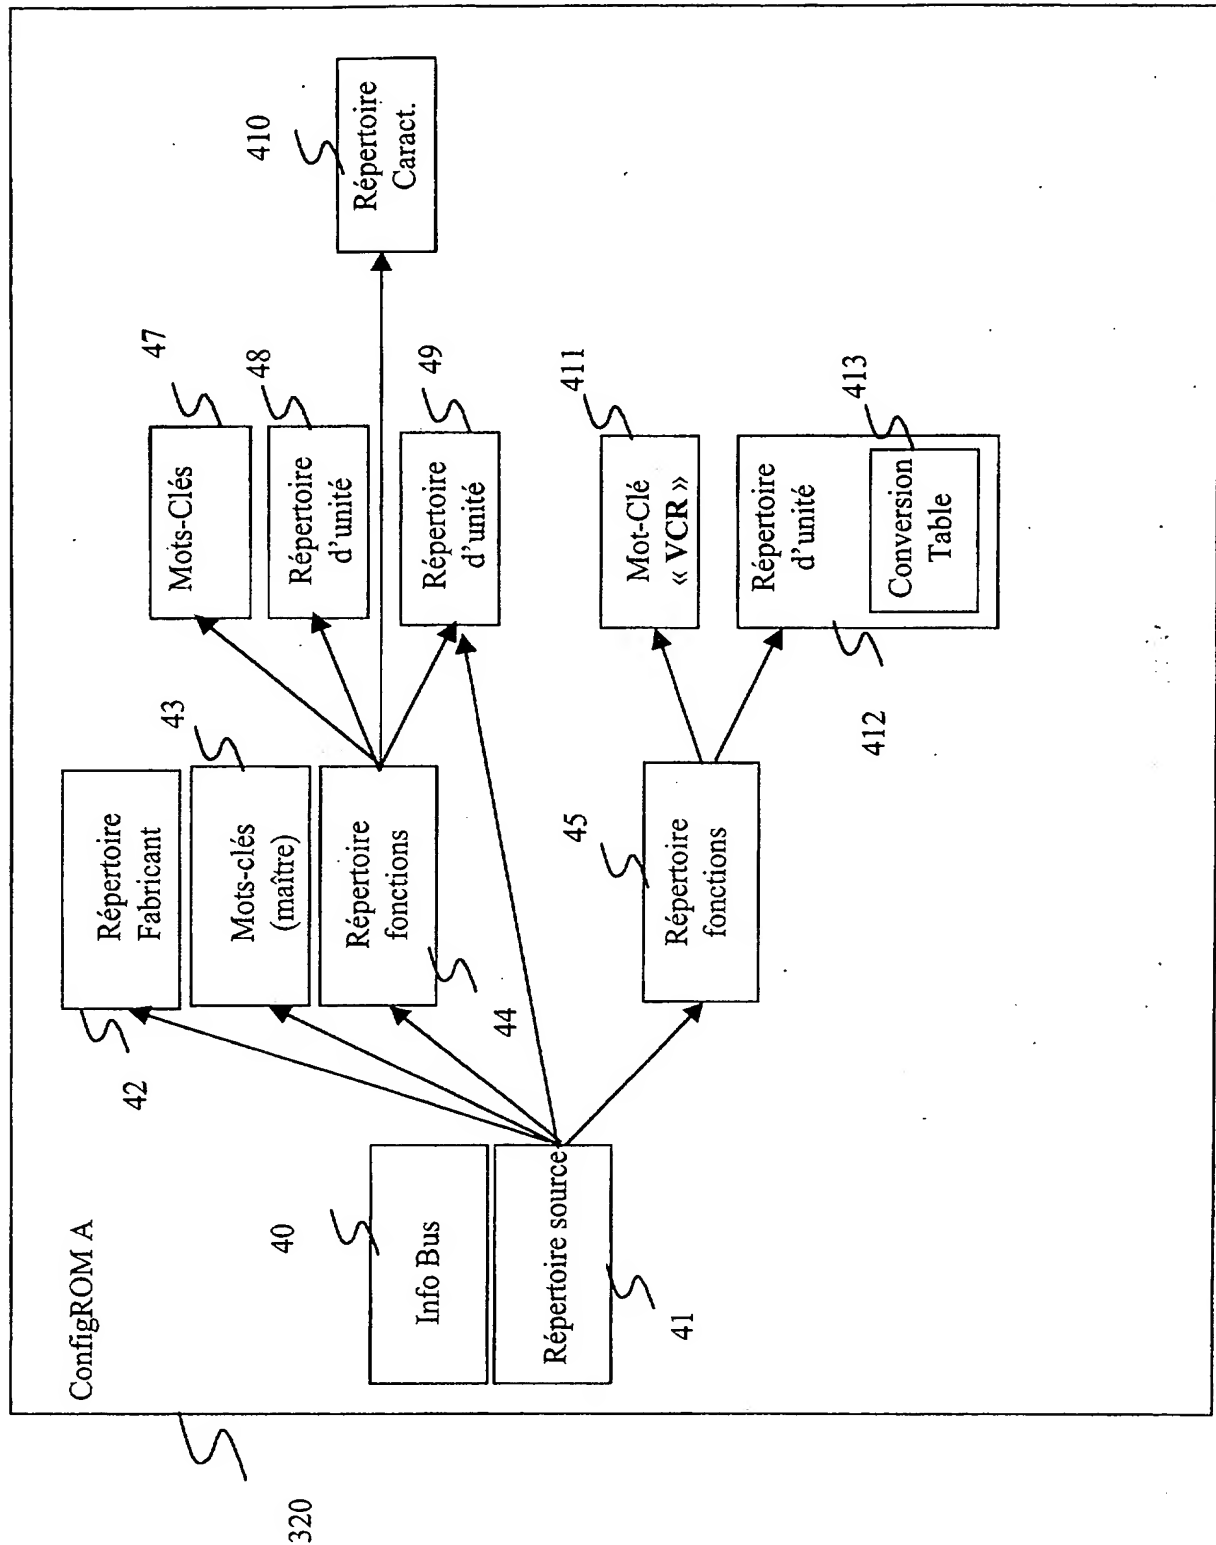 ConfigROM A
320
40
Info Bus
Répertoire source
41
42
Répertoire
Fabricant
43
Mots-clés
(maître)
Répertoire
fonctions
44
45
Répertoire
fonctions
47
Mots-Clés
48
Répertoire
d'unité
49
Répertoire
d'unité
410
Répertoire
Caract.
411
Mot-Clé
« VCR »
412
Répertoire
d'unité
413
Conversion
Table